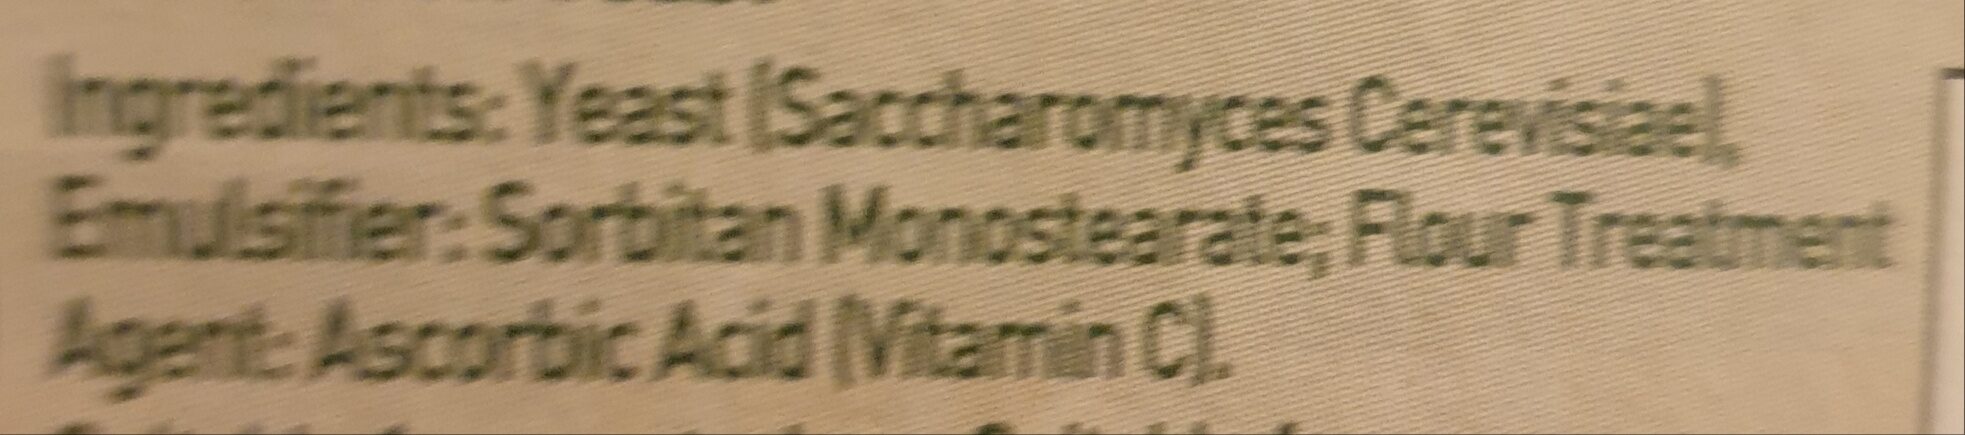 Ingredients: Yeast (Saccharomyces Cerevisiae),
Emulsifier: Sorbitan Monostearate; Flour Treatment
Agent: Ascorbic Acid (Vitamin C).